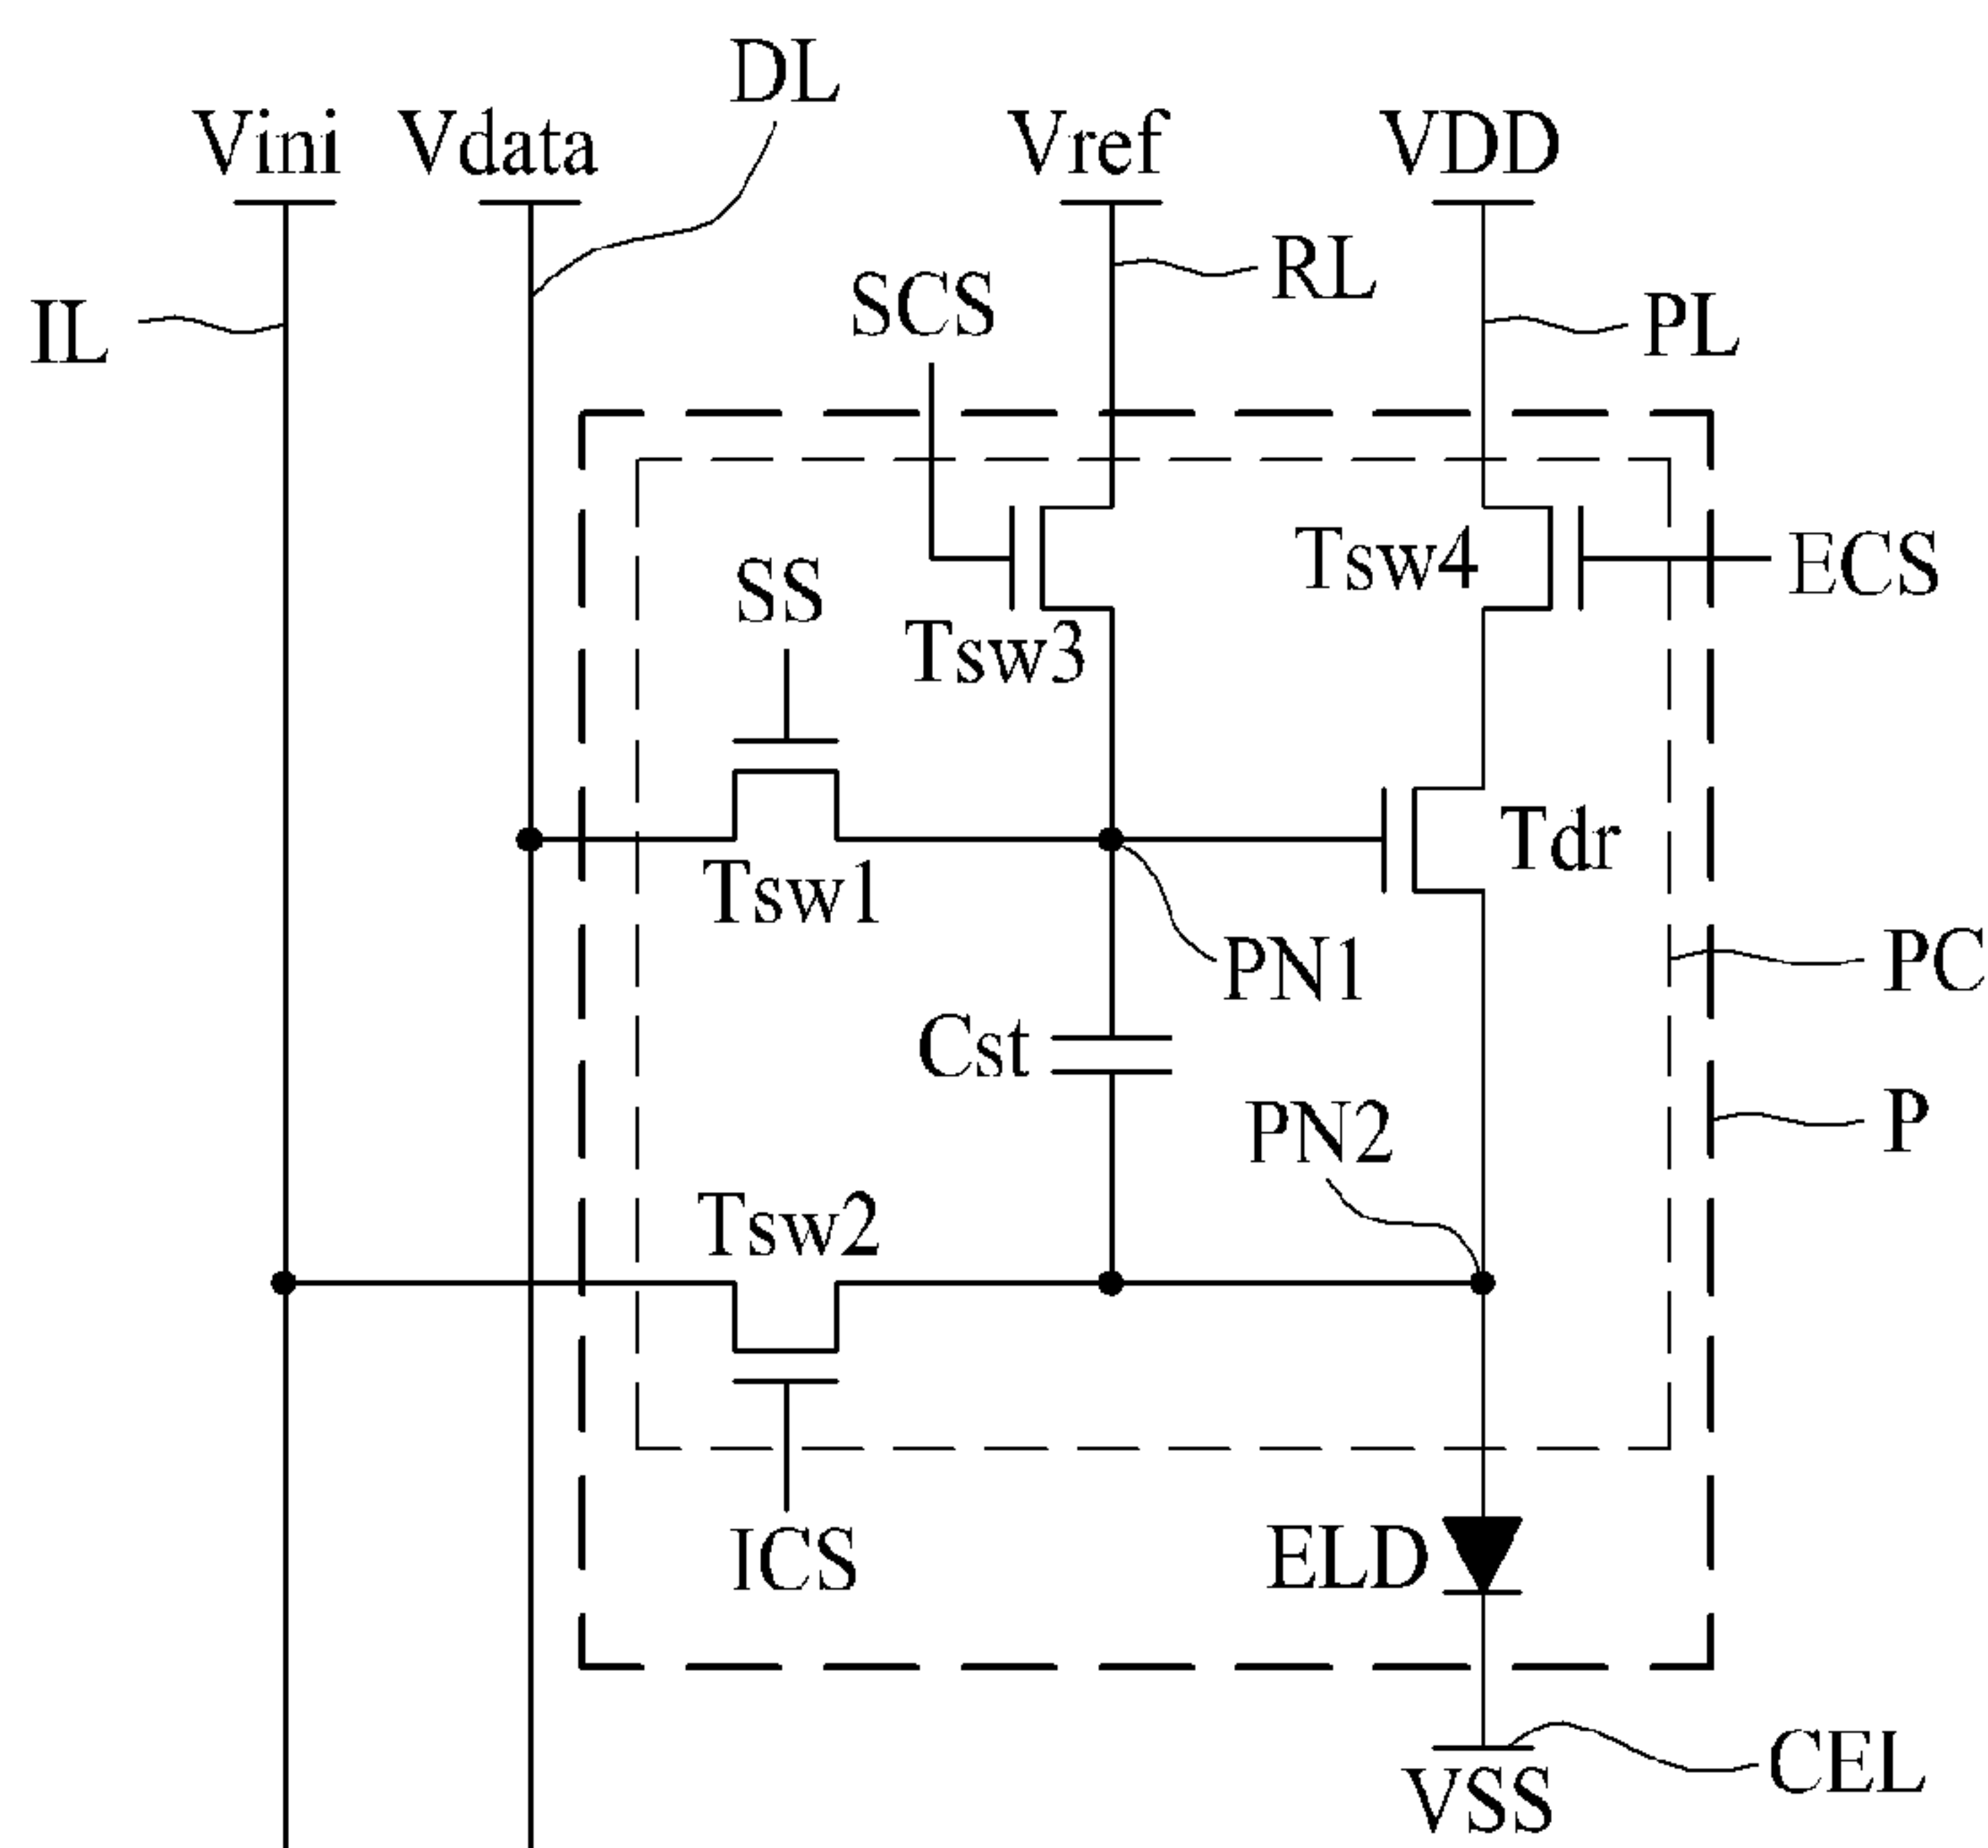 DL
Vini Vdata Vref VDD
RL
SCS
PL
IL
Tsw4
ECS
SS
Tsw3
Tdr
Tsw1
PN1
PC
Cst
PN2
P
Tsw2
ICS
ELD
CEL
VSS